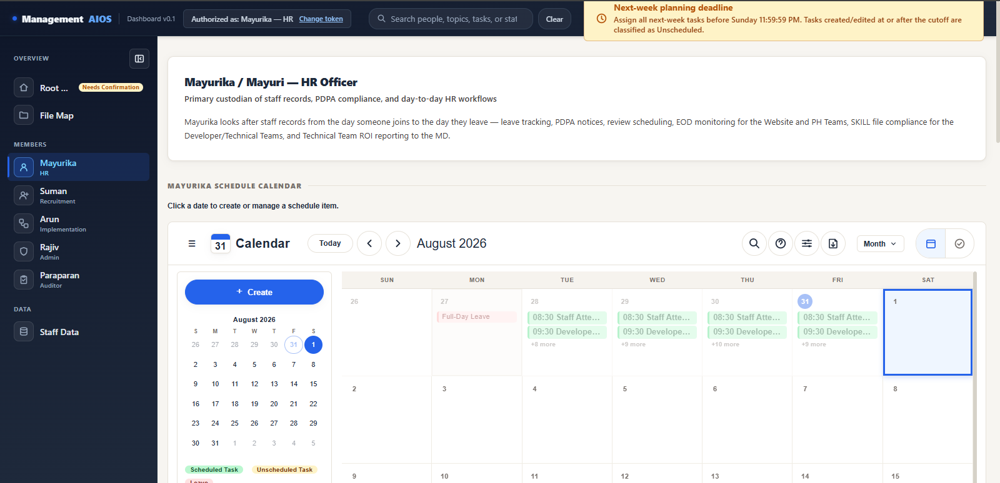 Management AIOS
Dashboard v0.1
Authorized as: Mayurika — HR Change token
Search people, topics, tasks, or stat
Clear
Next-week planning deadline
Assign all next-week tasks before Sunday 11:59:59 PM. Tasks created/edited at or after the cutoff are
classified as Unscheduled.
OVERVIEW
Root ... Needs Confirmation
File Map
MEMBERS
Mayurika
HR
Suman
Recruitment
Arun
Implementation
Rajiv
Admin
Paraparan
Auditor
DATA
Staff Data
Mayurika / Mayuri — HR Officer
Primary custodian of staff records, PDPA compliance, and day-to-day HR workflows
Mayurika looks after staff records from the day someone joins to the day they leave — leave tracking, PDPA notices, review scheduling, EOD monitoring for the Website and PH Teams, SKILL file compliance for the
Developer/Technical Teams, and Technical Team ROI reporting to the MD.
MAYURIKA SCHEDULE CALENDAR
Click a date to create or manage a schedule item.
31 Calendar
Today
August 2026
Month
+ Create
August 2026
S M T W T F S
26 27 28 29 30 31 1
2 3 4 5 6 7 8
9 10 11 12 13 14 15
16 17 18 19 20 21 22
23 24 25 26 27 28 29
30 31 1 2 3 4 5
Scheduled Task Unscheduled Task
Leave
SUN MON TUE WED THU FRI SAT
26 27 28 29 30 31 1
Full-Day Leave
08:30 Staff Atte... 08:30 Staff Atte... 08:30 Staff Atte... 08:30 Staff Atte...
09:30 Develope... 09:30 Develope... 09:30 Develope... 09:30 Develope...
+8 more +9 more +10 more +9 more
2 3 4 5 6 7 8
9 10 11 12 13 14 15